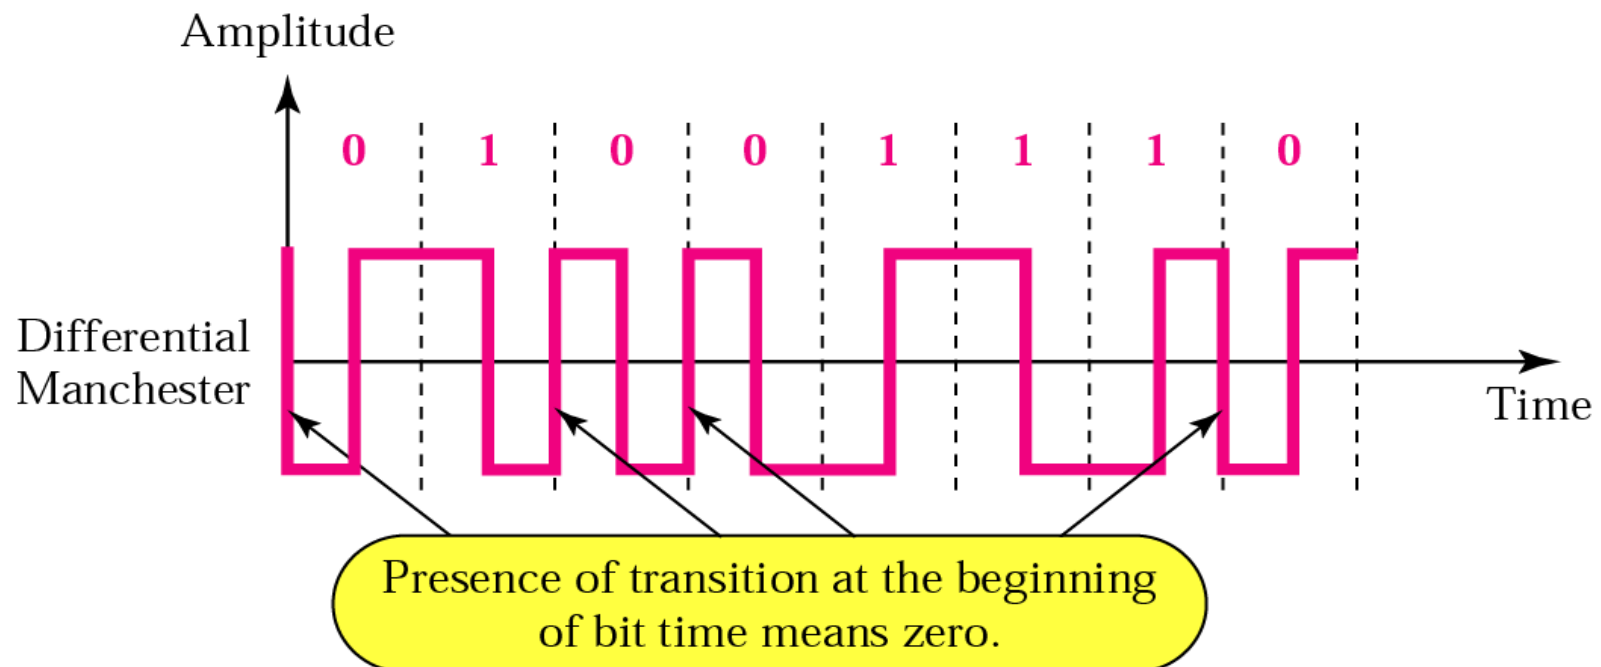 Amplitude
0 1 0 0 1 1 1 0
Differential
Manchester
Time
Presence of transition at the beginning
of bit time means zero.